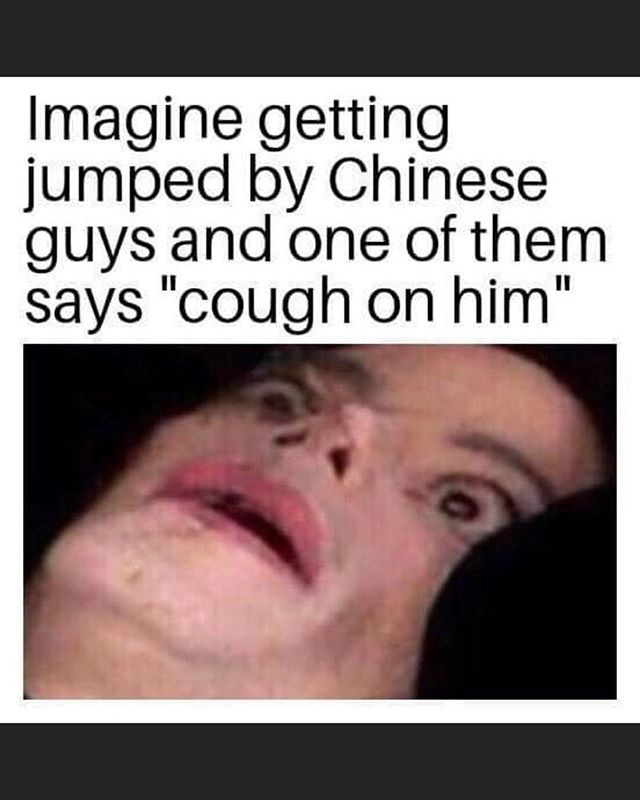 Imagine getting
jumped by Chinese
guys and one of them
says "cough on him"